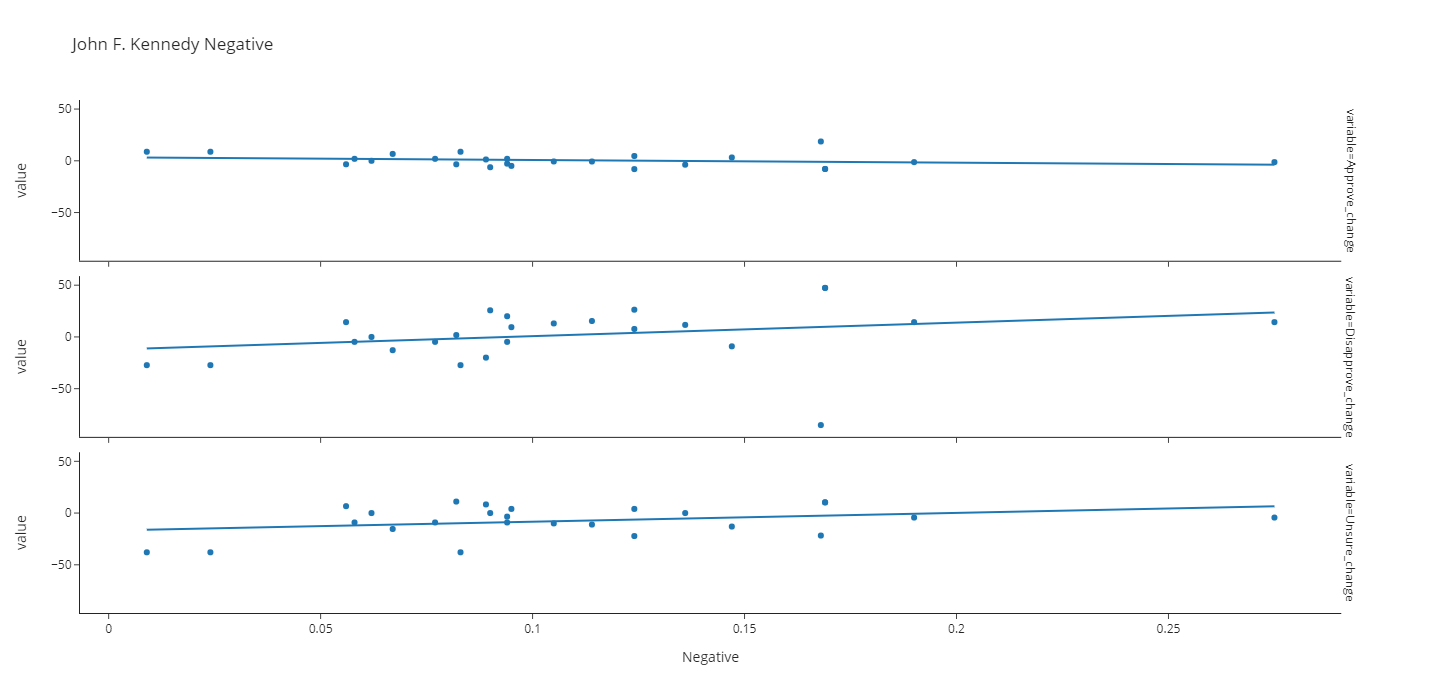 John F. Kennedy Negative
50
0
−50
value
variable=Approve_change
50
0
−50
value
variable=Disapprove_change
50
0
−50
value
variable=Unsure_change
0 0.05 0.1 0.15 0.2 0.25
Negative